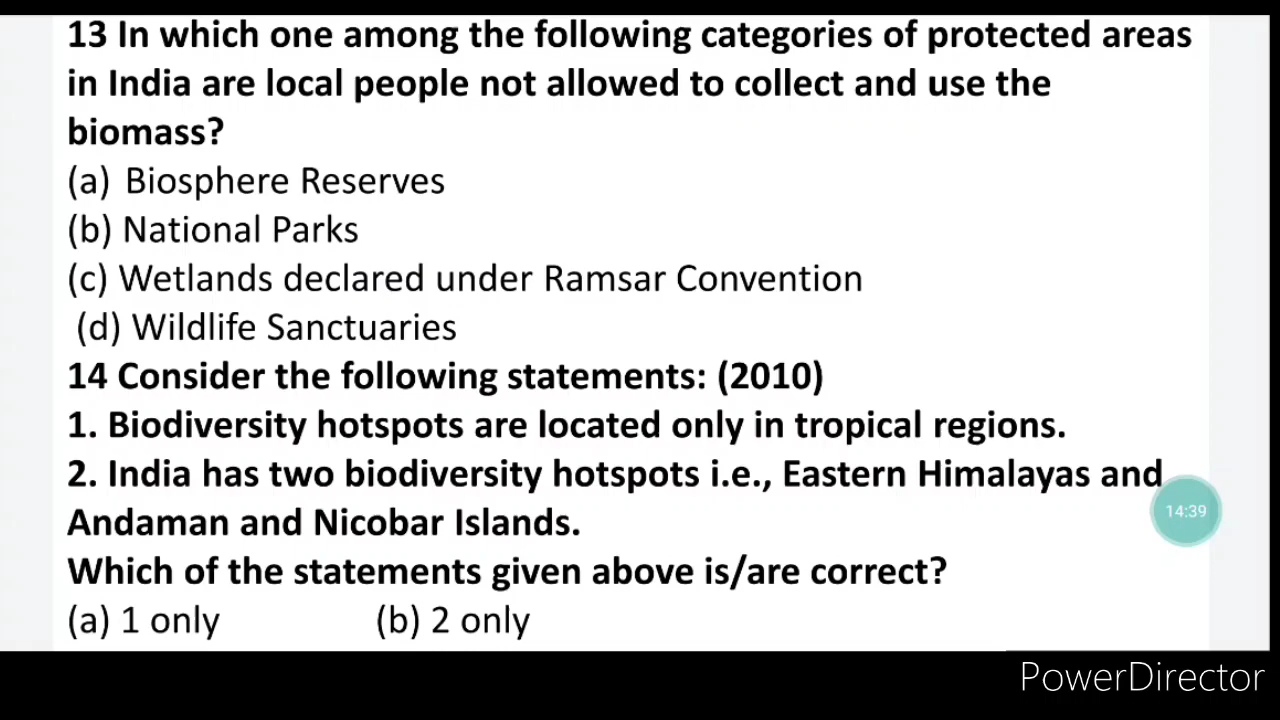 13 In which one among the following categories of protected areas
in India are local people not allowed to collect and use the
biomass?
(a) Biosphere Reserves
(b) National Parks
(c) Wetlands declared under Ramsar Convention
(d) Wildlife Sanctuaries
14 Consider the following statements: (2010)
1. Biodiversity hotspots are located only in tropical regions.
2. India has two biodiversity hotspots i.e., Eastern Himalayas and
Andaman and Nicobar Islands.
14:39
Which of the statements given above is/are correct?
(a) 1 only (b) 2 only
PowerDirector